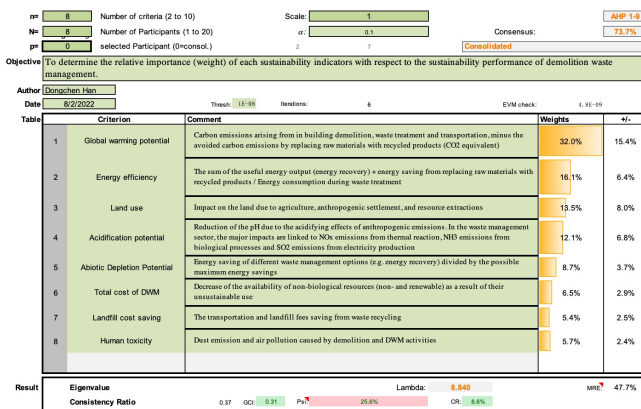 n= 8 Number of criteria (2 to 10) Scale: 1 AHP 1-9
N= 8 Number of Participants (1 to 20) α: 0.1 Consensus: 73.7%
p= 0 selected Participant (0=consol.) 2 7 Consolidated
Objective To determine the relative importance (weight) of each sustainability indicators with respect to the sustainability performance of demolition waste
management.
Author Dongchen Han
Date 8/2/2022 Thresh: 1E-08 Iterations: 6 EVM check: 4.8E-09
Table Criterion Comment Weights +/-
1 Global warming potential Carbon emissions arising from in building demolition, waste treatment and transportation, minus the
avoided carbon emissions by replacing raw materials with recycled products (CO2 equivalent) 32.0% 15.4%
2 Energy efficiency The sum of the useful energy output (energy recovery) + energy saving from replacing raw materials with
recycled products / Energy consumption during waste treatment 16.1% 6.4%
3 Land use Impact on the land due to agriculture, anthropogenic settlement, and resource extractions 13.5% 8.0%
4 Acidification potential Reduction of the pH due to the acidifying effects of anthropogenic emissions. In the waste management
sector, the major impacts are linked to NOx emissions from thermal reaction, NH3 emissions from
biological processes and SO2 emissions from electricity production 12.1% 6.8%
5 Abiotic Depletion Potential Energy saving of different waste management options (e.g. energy recovery) divided by the possible
maximum energy savings 8.7% 3.7%
6 Total cost of DWM Decrease of the availability of non-biological resources (non- and renewable) as a result of their
unsustainable use 6.5% 2.9%
7 Landfill cost saving The transportation and landfill fees saving from waste recycling 5.4% 2.5%
8 Human toxicity Dust emission and air pollution caused by demolition and DWM activities 5.7% 2.4%
Result Eigenvalue Lambda: 8.840 MRE: 47.7%
Consistency Ratio 0.37 GCI: 0.31 Psi: 25.6% CR: 8.6%